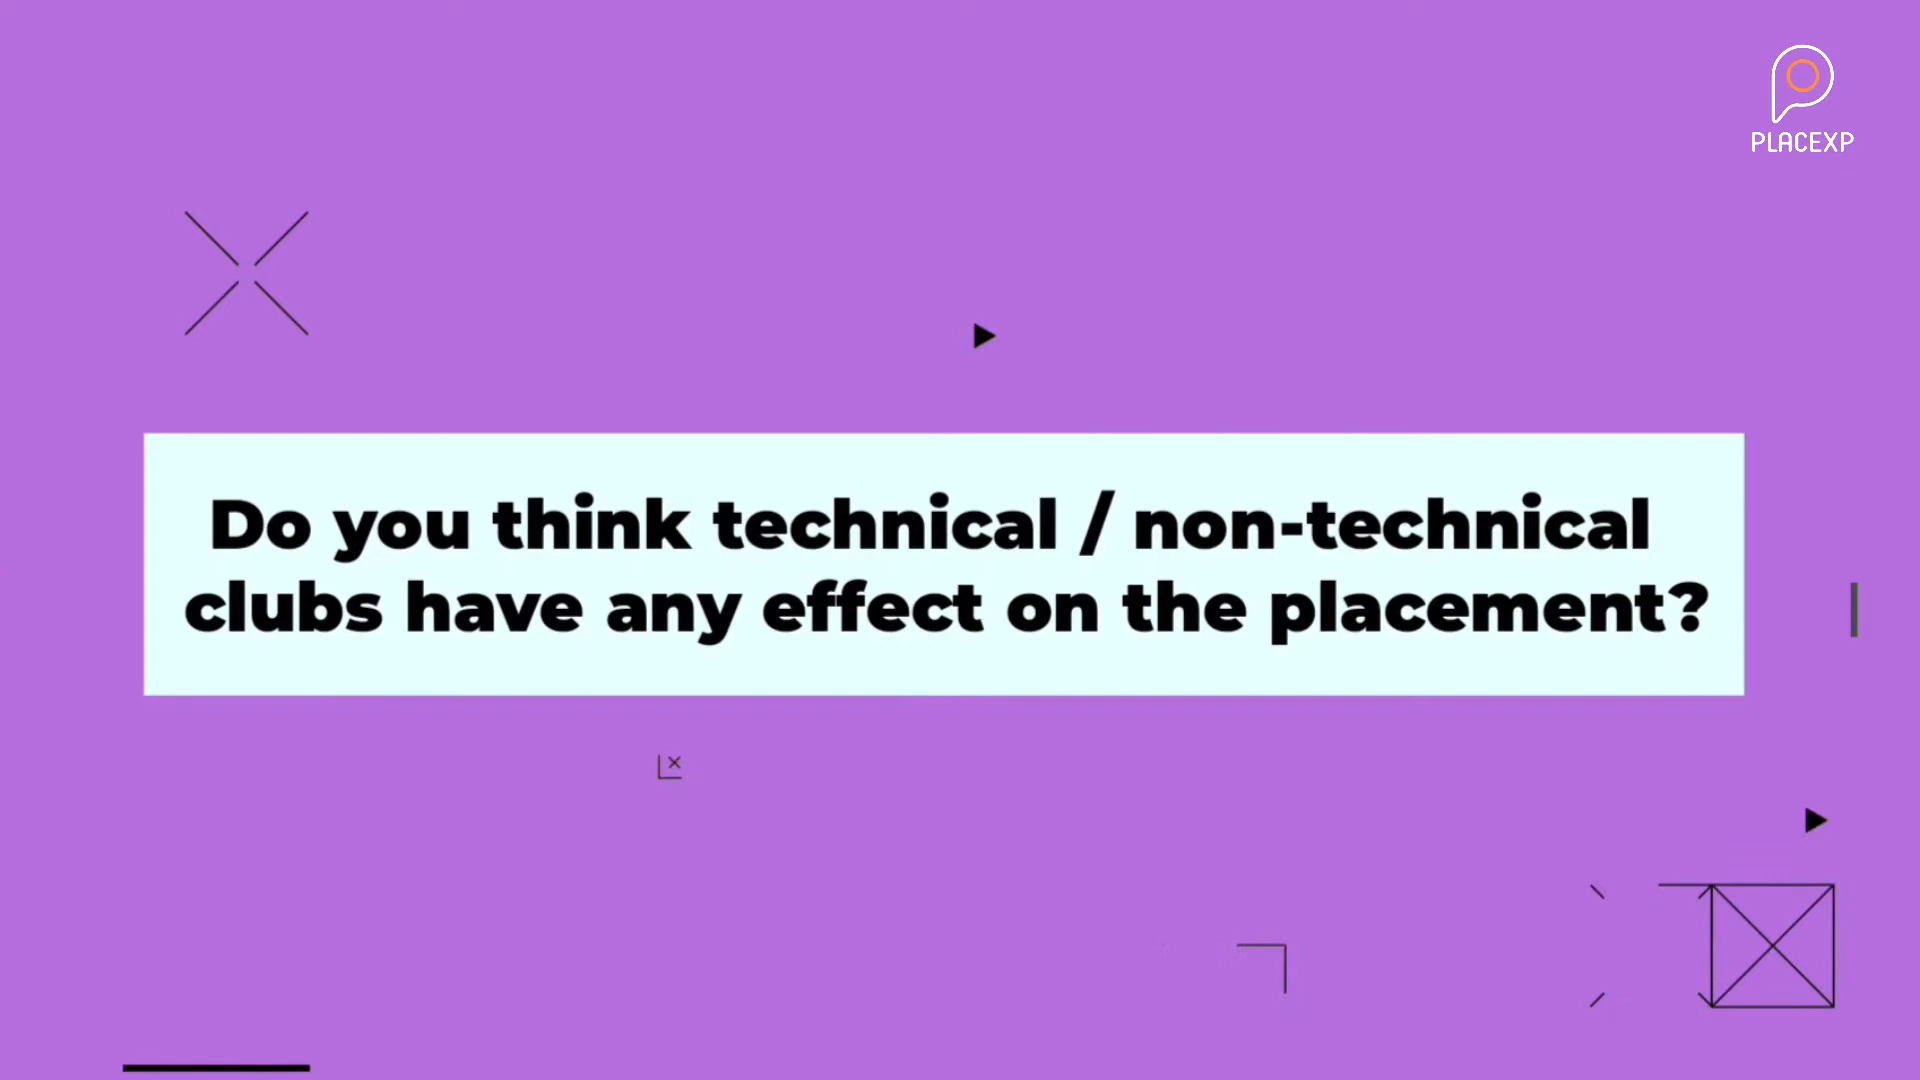 PLACEXP
Do you think technical / non-technical
clubs have any effect on the placement?